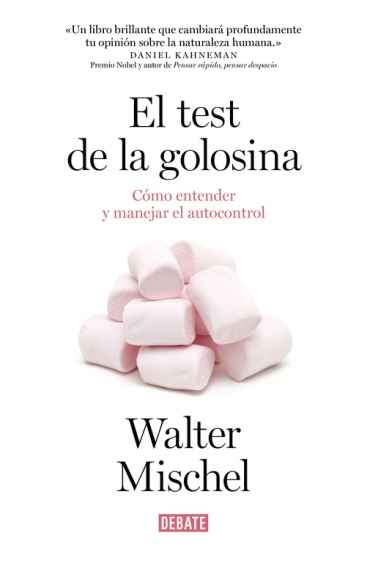 «Un libro brillante que cambiará profundamente
tu opinión sobre la naturaleza humana.»
DANIEL KAHNEMAN
Premio Nobel y autor de Pensar rápido, pensar despacio
El test
de la golosina
Cómo entender
y manejar el autocontrol
Walter
Mischel
DEBATE